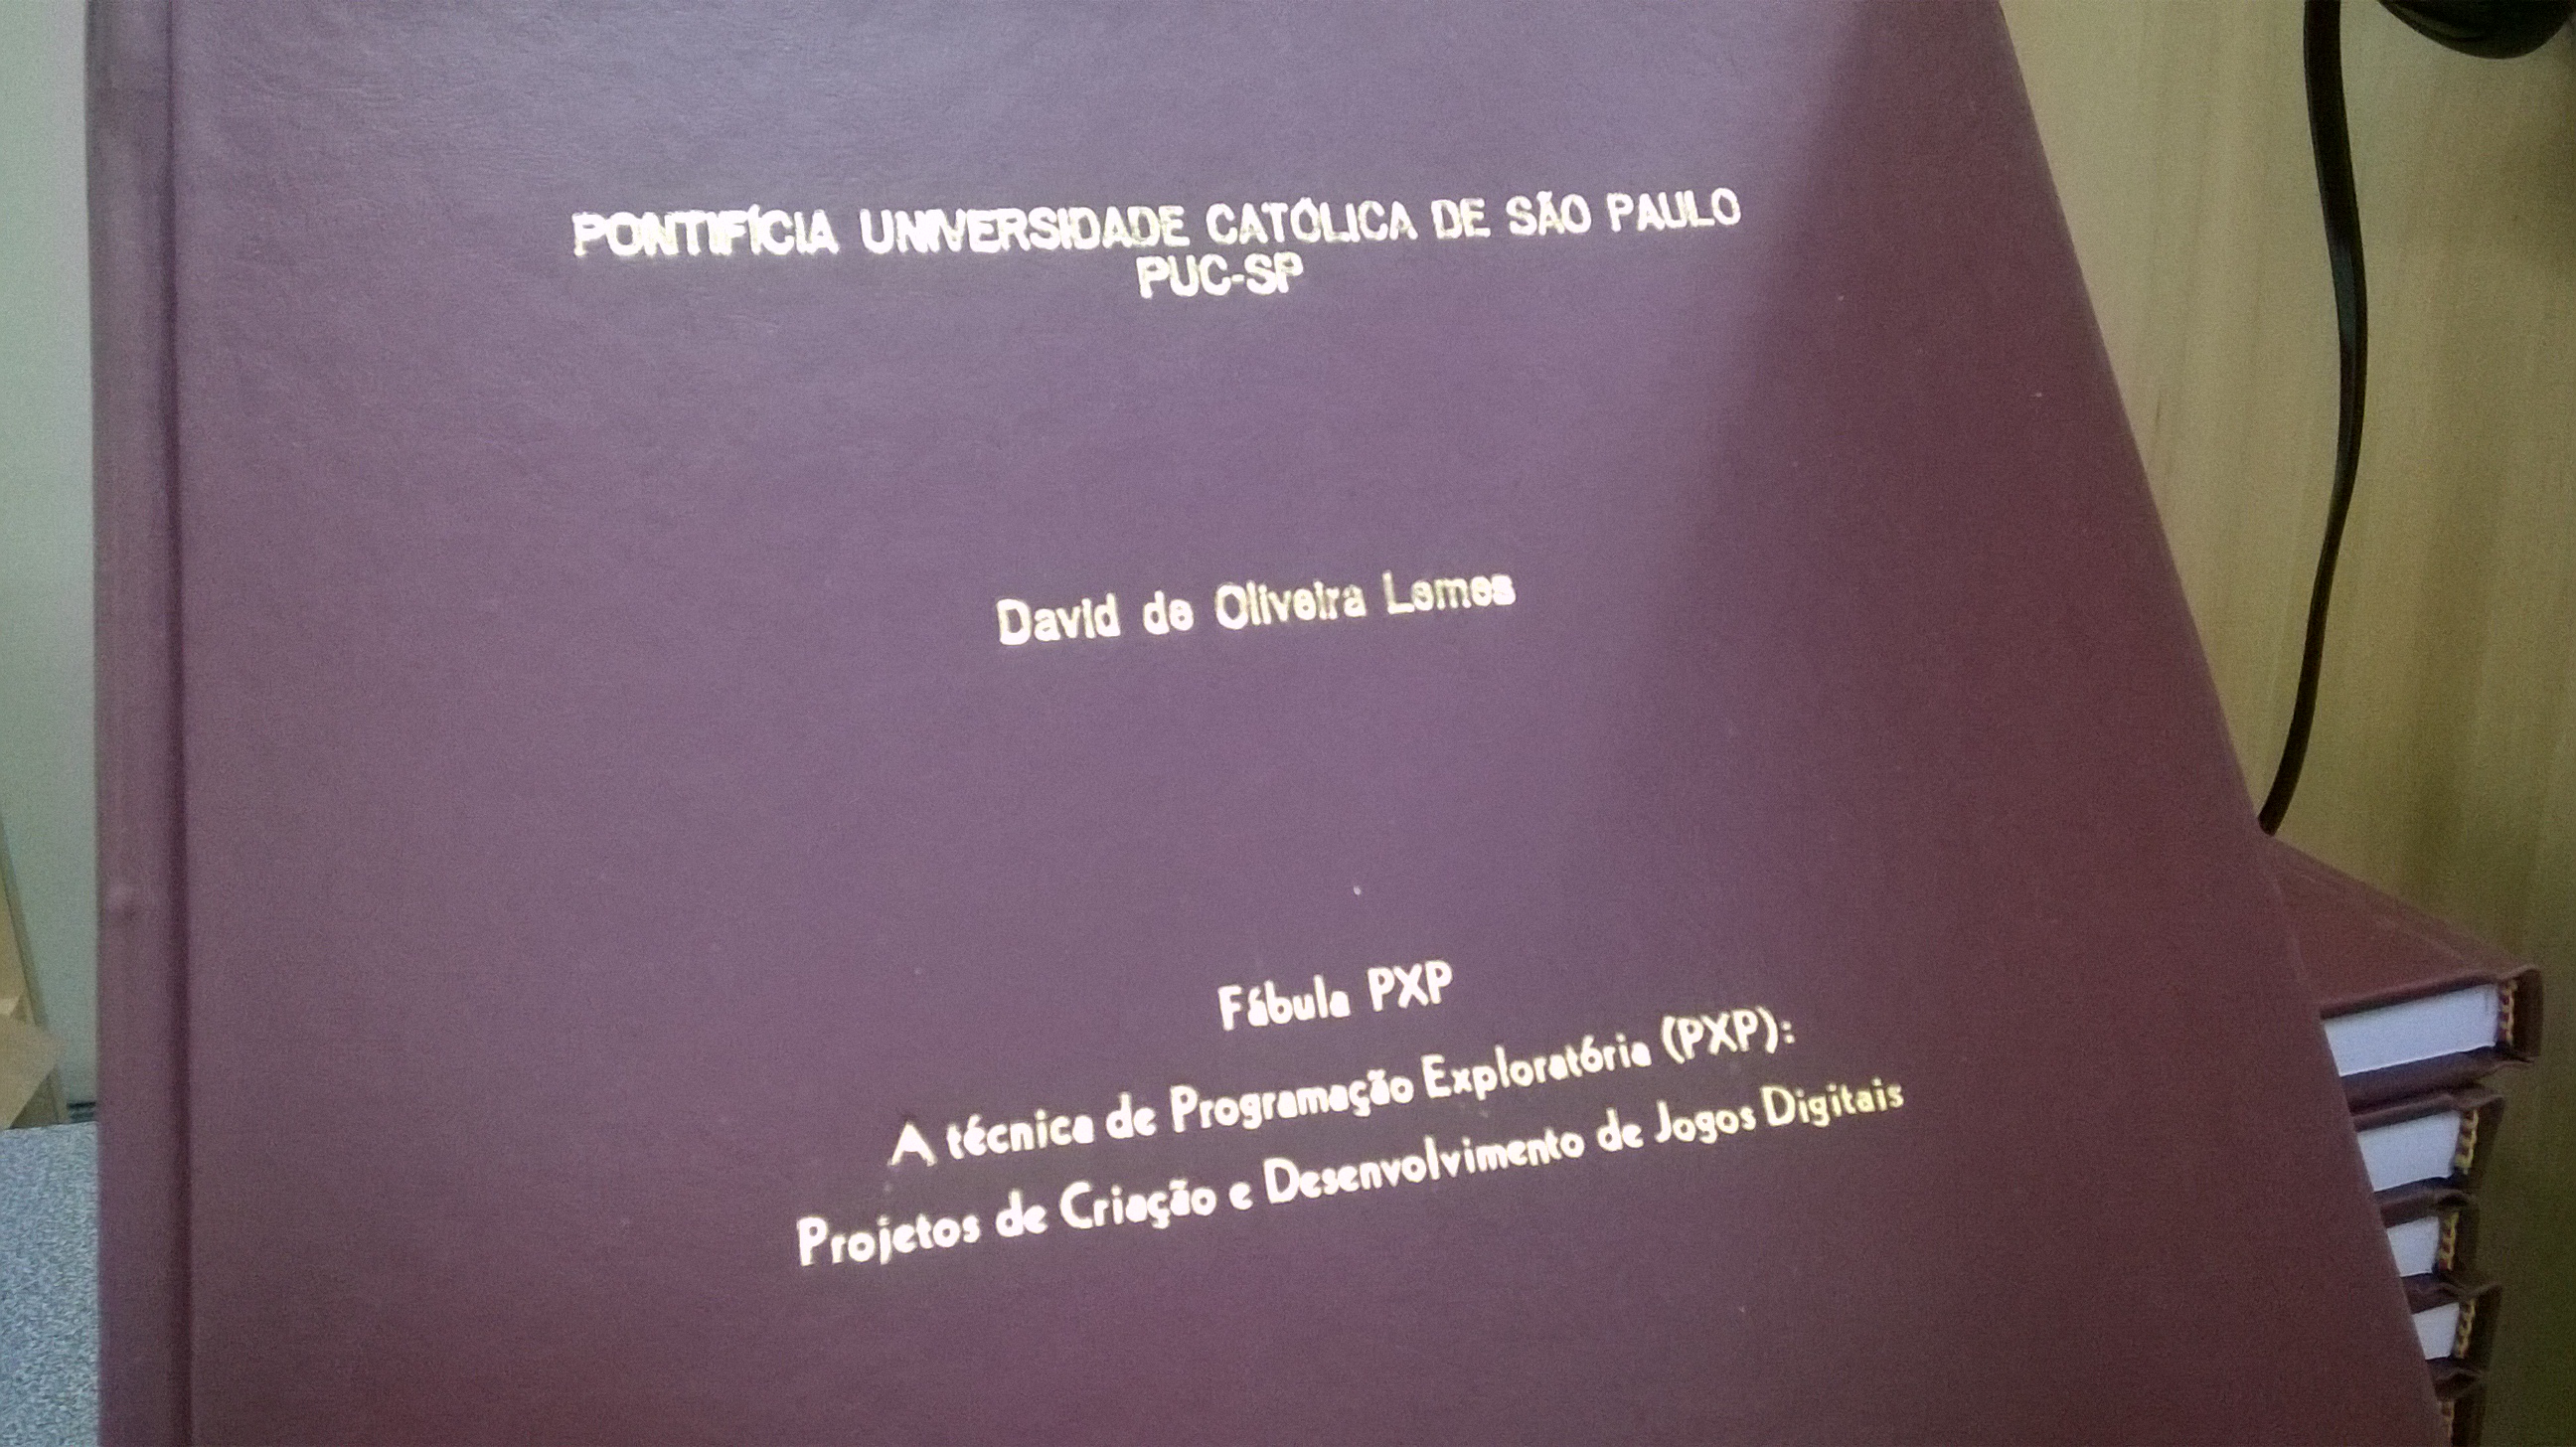 PONTIFÍCIA UNIVERSIDADE CATÓLICA DE SÃO PAULO
PUC-SP
David de Oliveira Lemes
Fábula PXP
A técnica de Programação Exploratória (PXP):
Projetos de Criação e Desenvolvimento de Jogos Digitais